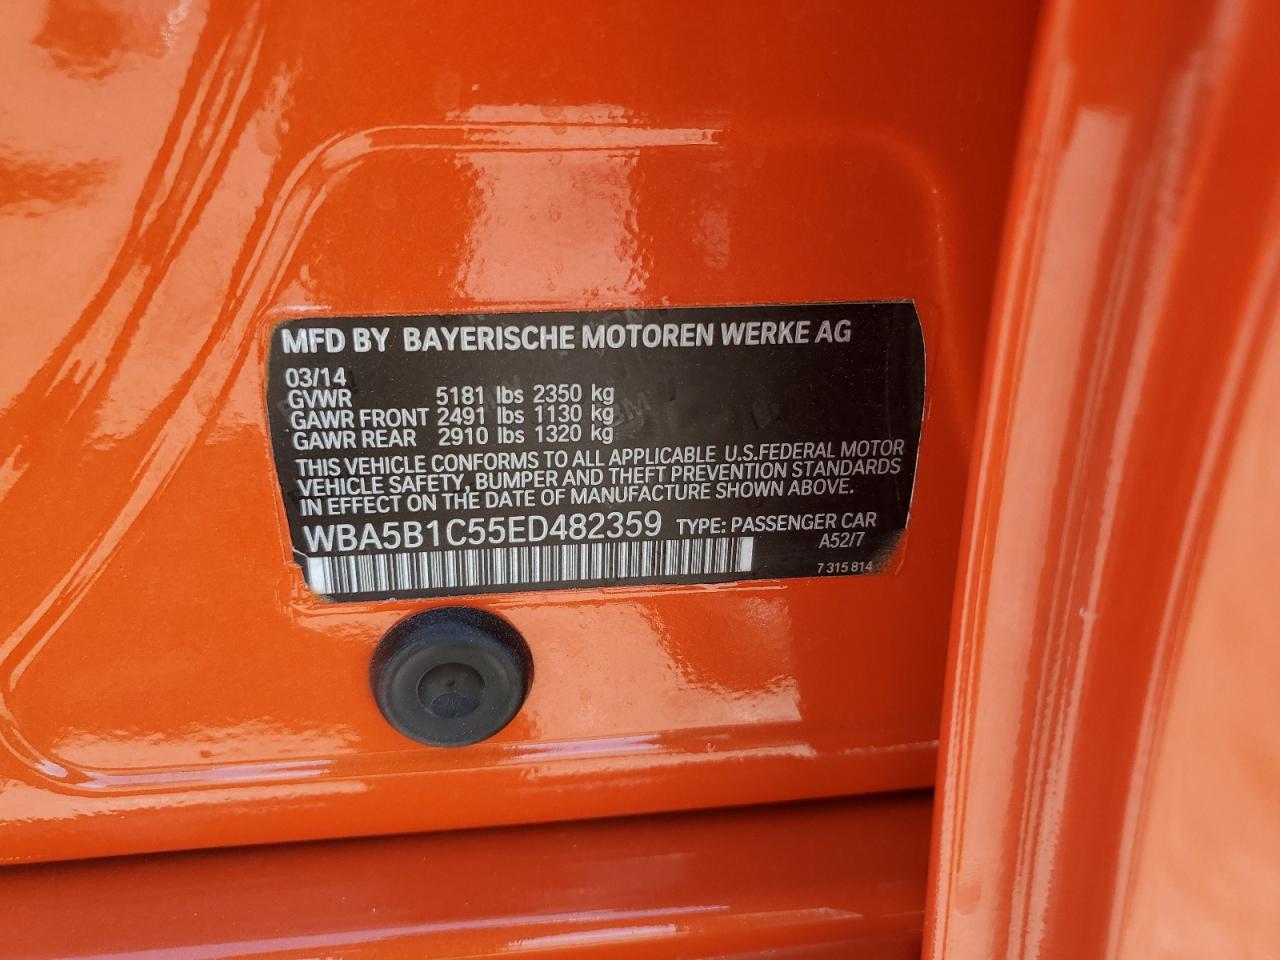 MFD BY BAYERISCHE MOTOREN WERKE AG
03/14
GVWR 5181 lbs 2350 kg
GAWR FRONT 2491 lbs 1130 kg
GAWR REAR 2910 lbs 1320 kg
THIS VEHICLE CONFORMS TO ALL APPLICABLE U.S.FEDERAL MOTOR
VEHICLE SAFETY, BUMPER AND THEFT PREVENTION STANDARDS
IN EFFECT ON THE DATE OF MANUFACTURE SHOWN ABOVE.
WBA5B1C55ED482359 TYPE: PASSENGER CAR
A52/7
7 315 814